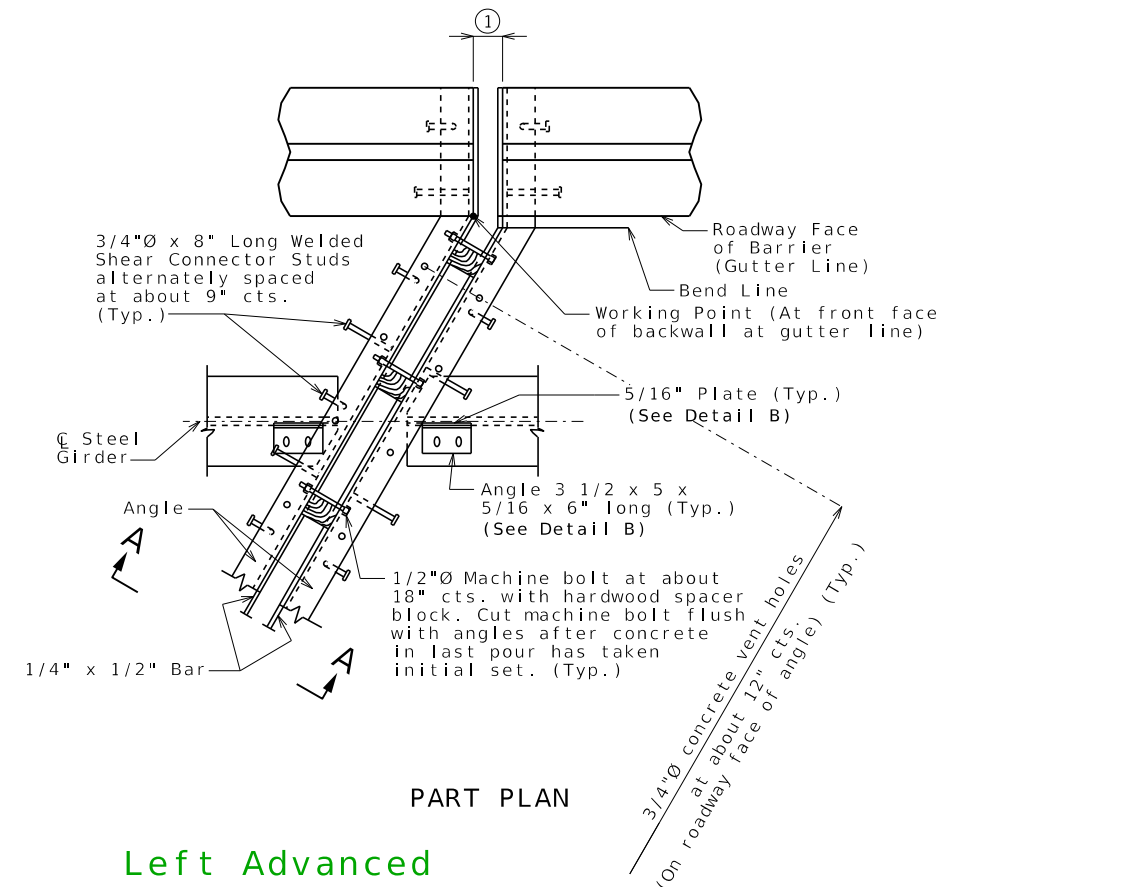 1
3/4"Ø x 8" Long Welded
Shear Connector Studs
alternately spaced
at about 9" cts.
(Typ.)
Roadway Face
of Barrier
(Gutter Line)
Bend Line
Working Point (At front face
of backwall at gutter line)
5/16" Plate (Typ.)
(See Detail B)
℄ Steel
Girder
Angle 3 1/2 x 5 x
5/16 x 6" long (Typ.)
(See Detail B)
Angle
A
1/2"Ø Machine bolt at about
18" cts. with hardwood spacer
block. Cut machine bolt flush
with angles after concrete
in last pour has taken
initial set. (Typ.)
A
1/4" x 1/2" Bar
3/4"Ø concrete vent holes
at about 12" cts.
(On roadway face of angle) (Typ.)
PART PLAN
Left Advanced